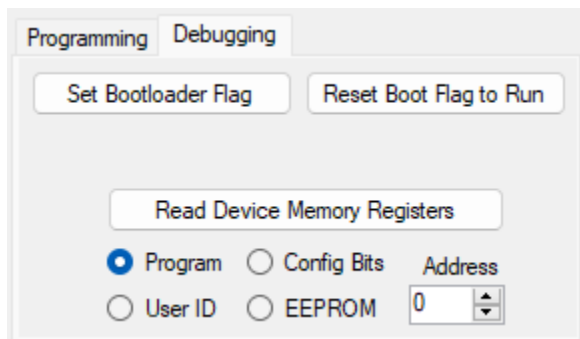 Programming Debugging
Set Bootloader Flag Reset Boot Flag to Run
Read Device Memory Registers
Program Config Bits Address
User ID EEPROM 0